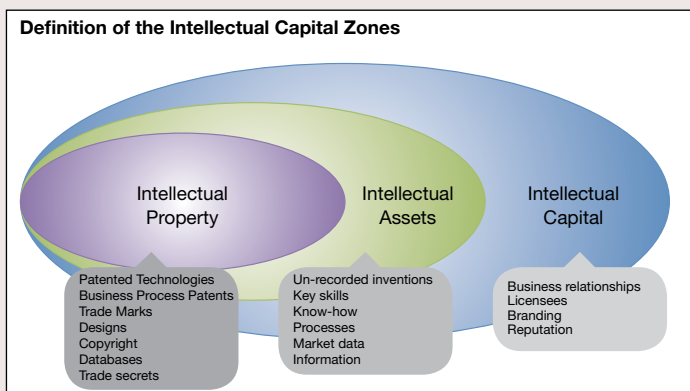 Definition of the Intellectual Capital Zones
Intellectual
Property
Intellectual
Assets
Intellectual
Capital
Patented Technologies
Business Process Patents
Trade Marks
Designs
Copyright
Databases
Trade secrets
Un-recorded inventions
Key skills
Know-how
Processes
Market data
Information
Business relationships
Licensees
Branding
Reputation